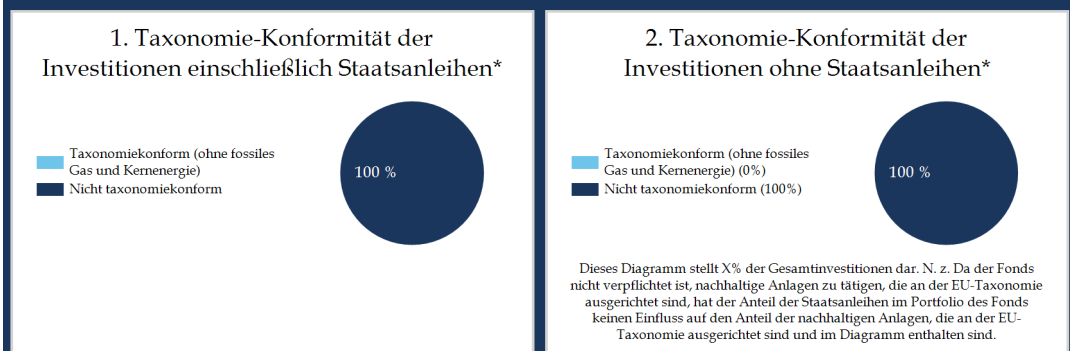 1. Taxonomie-Konformität der
Investitionen einschließlich Staatsanleihen*
Taxonomiekonform (ohne fossiles
Gas und Kernenergie)
Nicht taxonomiekonform
100 %
2. Taxonomie-Konformität der
Investitionen ohne Staatsanleihen*
Taxonomiekonform (ohne fossiles
Gas und Kernenergie) (0%)
Nicht taxonomiekonform (100%)
100 %
Dieses Diagramm stellt X% der Gesamtinvestitionen dar. N. z. Da der Fonds
nicht verpflichtet ist, nachhaltige Anlagen zu tätigen, die an der EU-Taxonomie
ausgerichtet sind, hat der Anteil der Staatsanleihen im Portfolio des Fonds
keinen Einfluss auf den Anteil der nachhaltigen Anlagen, die an der EU-
Taxonomie ausgerichtet sind und im Diagramm enthalten sind.